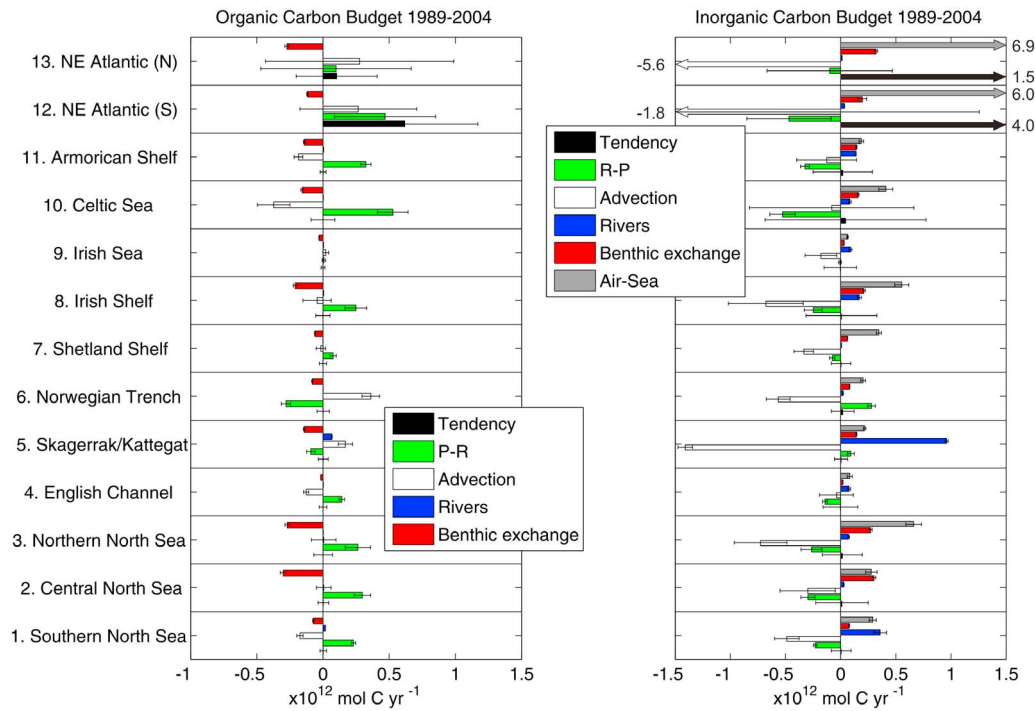 Organic Carbon Budget 1989-2004
Inorganic Carbon Budget 1989-2004
13. NE Atlantic (N)
12. NE Atlantic (S)
11. Armorican Shelf
10. Celtic Sea
9. Irish Sea
8. Irish Shelf
7. Shetland Shelf
6. Norwegian Trench
5. Skagerrak/Kattegat
4. English Channel
3. Northern North Sea
2. Central North Sea
1. Southern North Sea
Tendency
P-R
Advection
Rivers
Benthic exchange
-1
-0.5
0
0.5
1
1.5
x10¹² mol C yr⁻¹
6.9
-5.6
1.5
6.0
-1.8
4.0
Tendency
R-P
Advection
Rivers
Benthic exchange
Air-Sea
-1.5
-1
-0.5
0
0.5
1
1.5
x10¹² mol C yr⁻¹